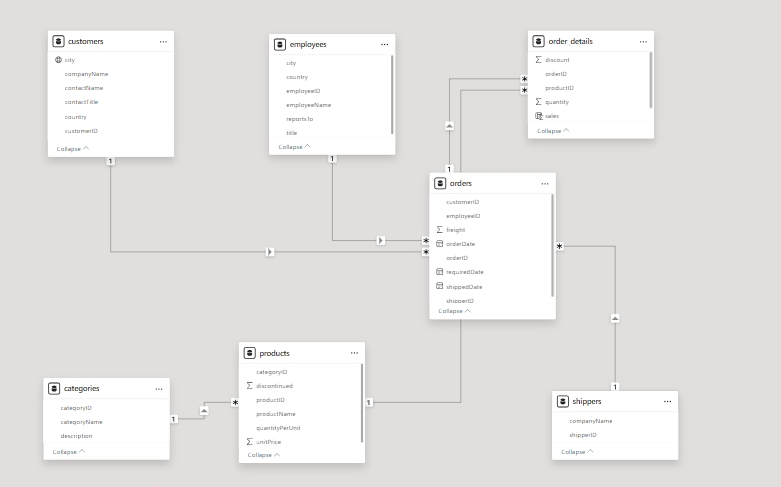 customers
city
companyName
contactName
contactTitle
country
customerID
Collapse
employees
city
country
employeeID
employeeName
reportsTo
title
Collapse
order_details
discount
orderID
productID
quantity
sales
Collapse
orders
customerID
employeeID
freight
orderDate
orderID
requiredDate
shippedDate
shipperID
Collapse
products
categoryID
discontinued
productID
productName
quantityPerUnit
unitPrice
Collapse
categories
categoryID
categoryName
description
Collapse
shippers
companyName
shipperID
Collapse
1
1
1
1
1
1
*
*
*
*
*
*